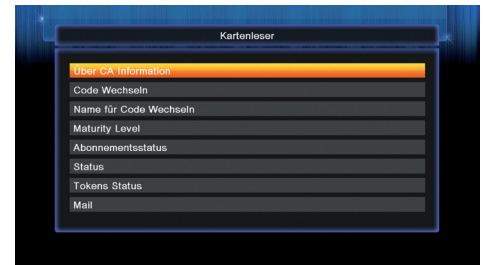 Kartenleser
Über CA Information
Code Wechseln
Name für Code Wechseln
Maturity Level
Abonnementsstatus
Status
Tokens Status
Mail